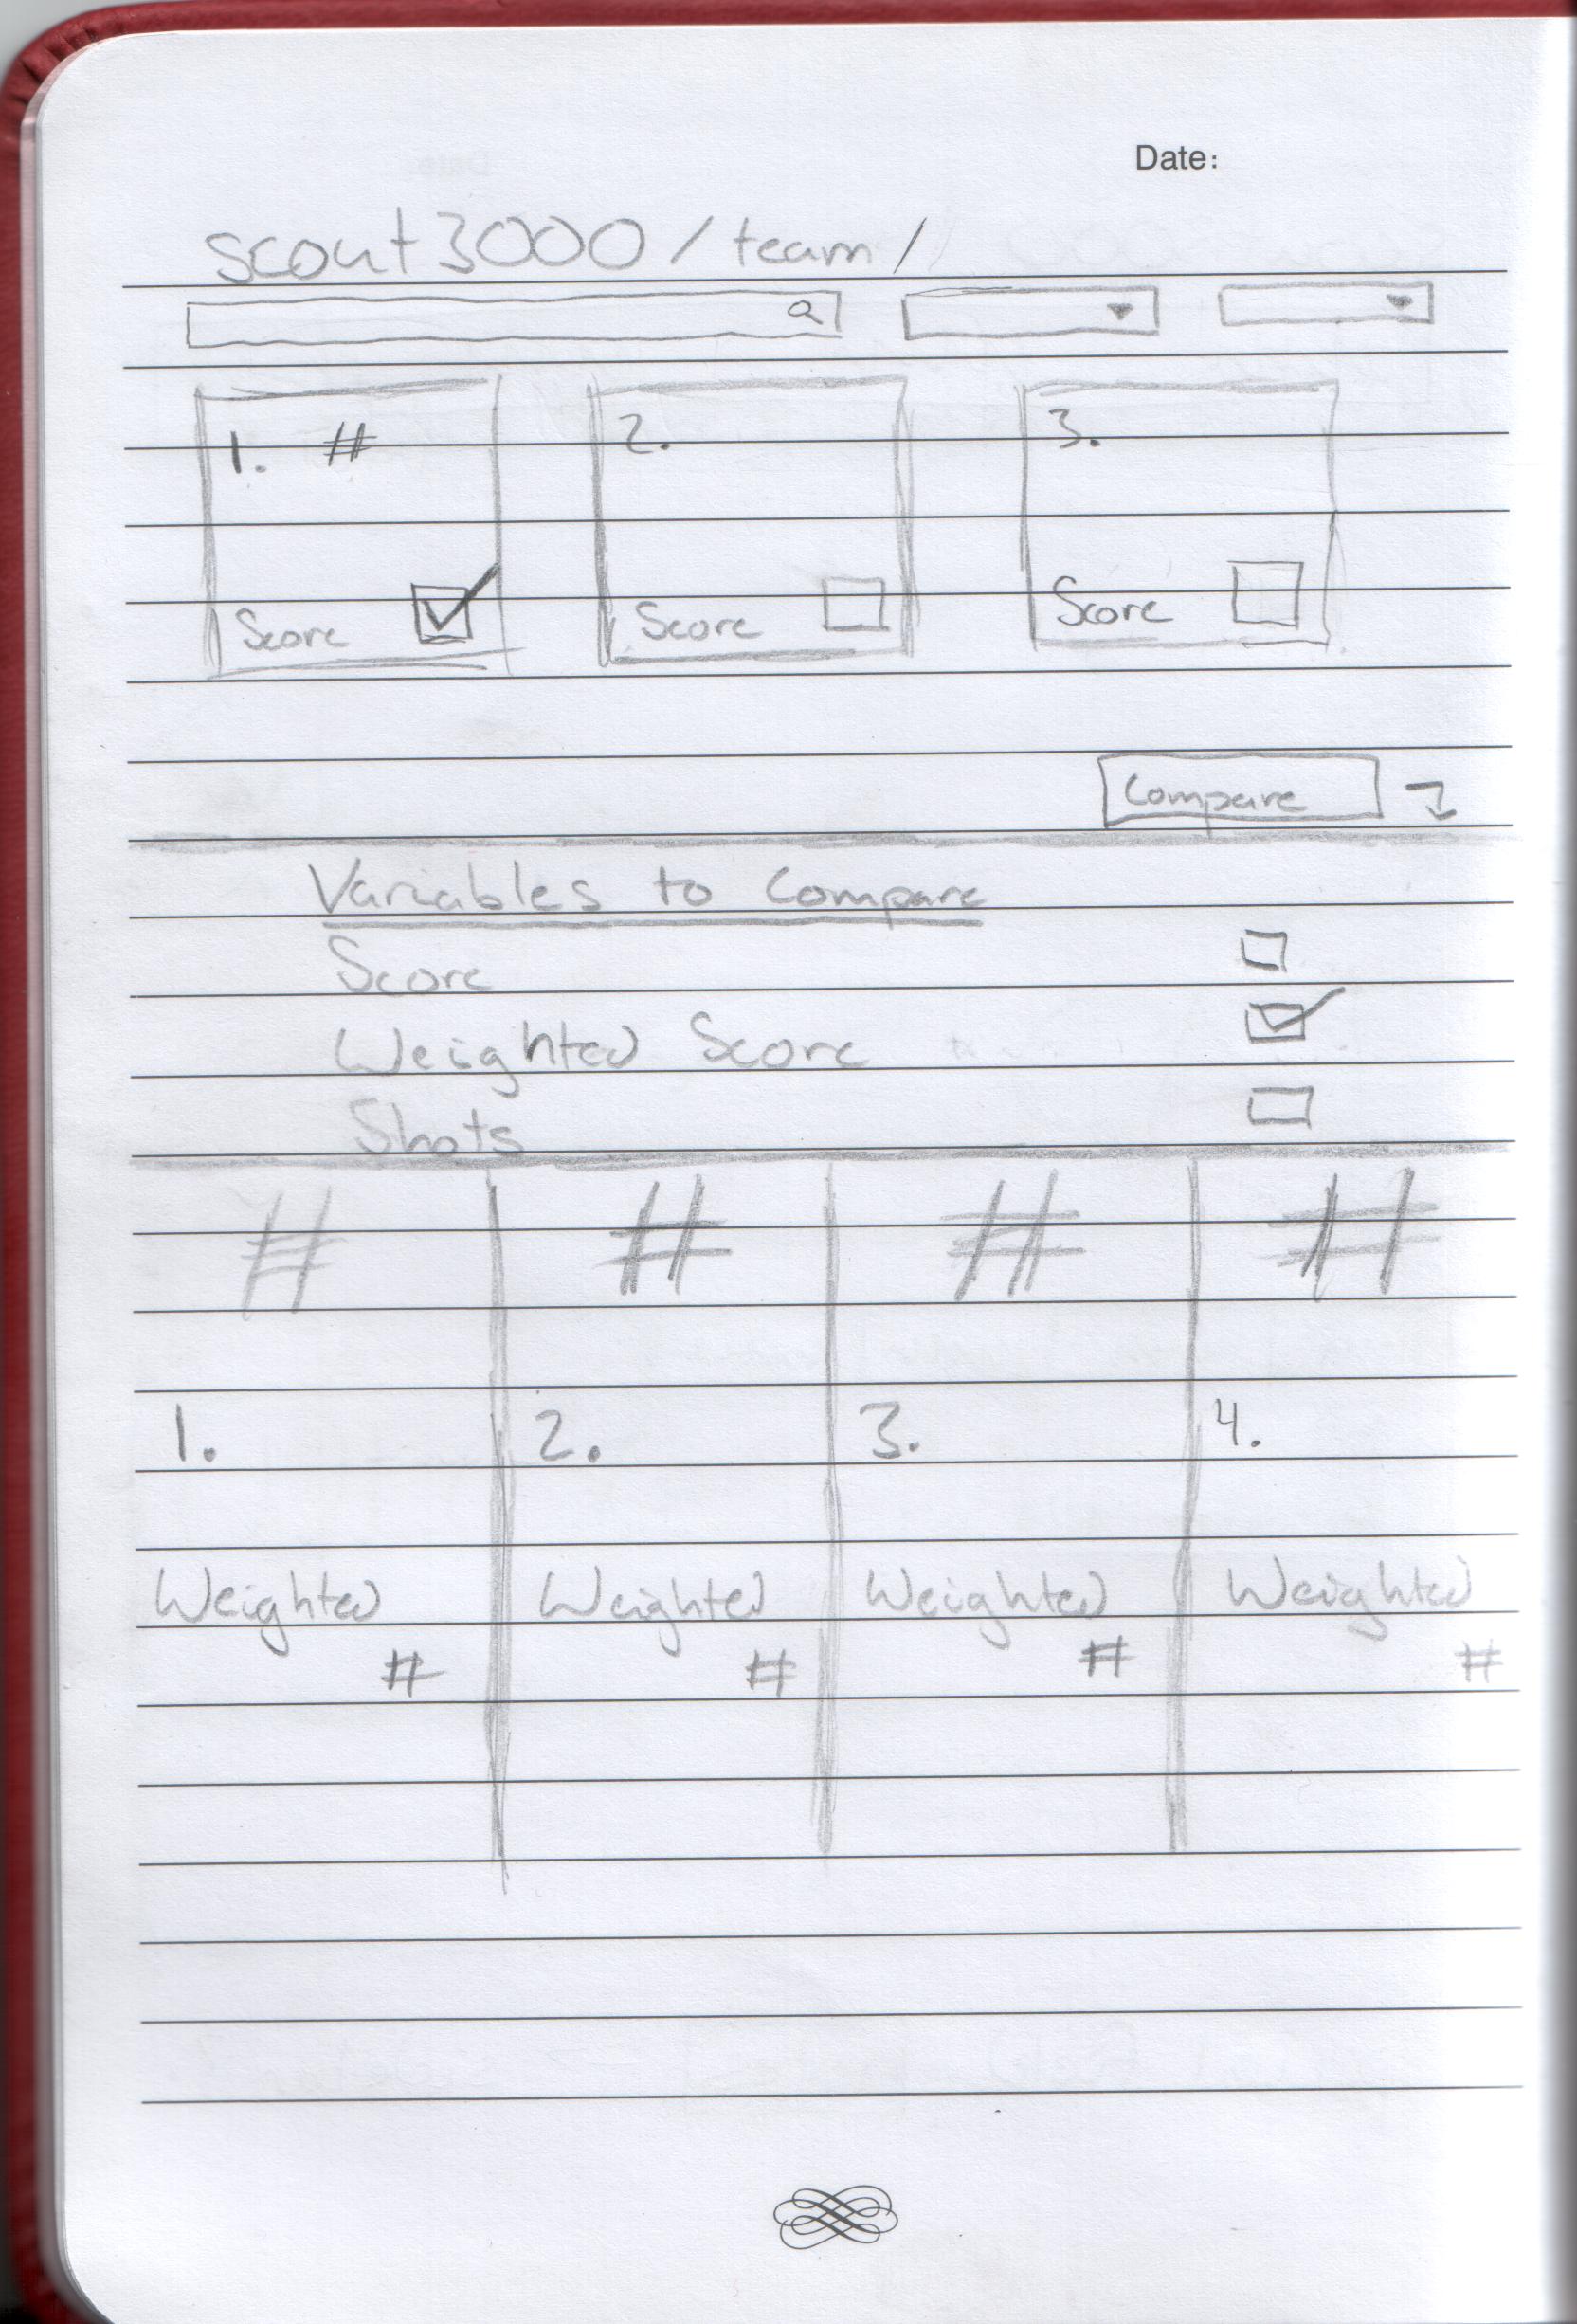 Date:
scout3000/team/
1. # 2. 3.
Score Score Score
Compare
Variables to Compare
Score
Weighted Score
Shots
# # # #
1. 2. 3. 4.
Weighted Weighted Weighted Weighted
# # # #